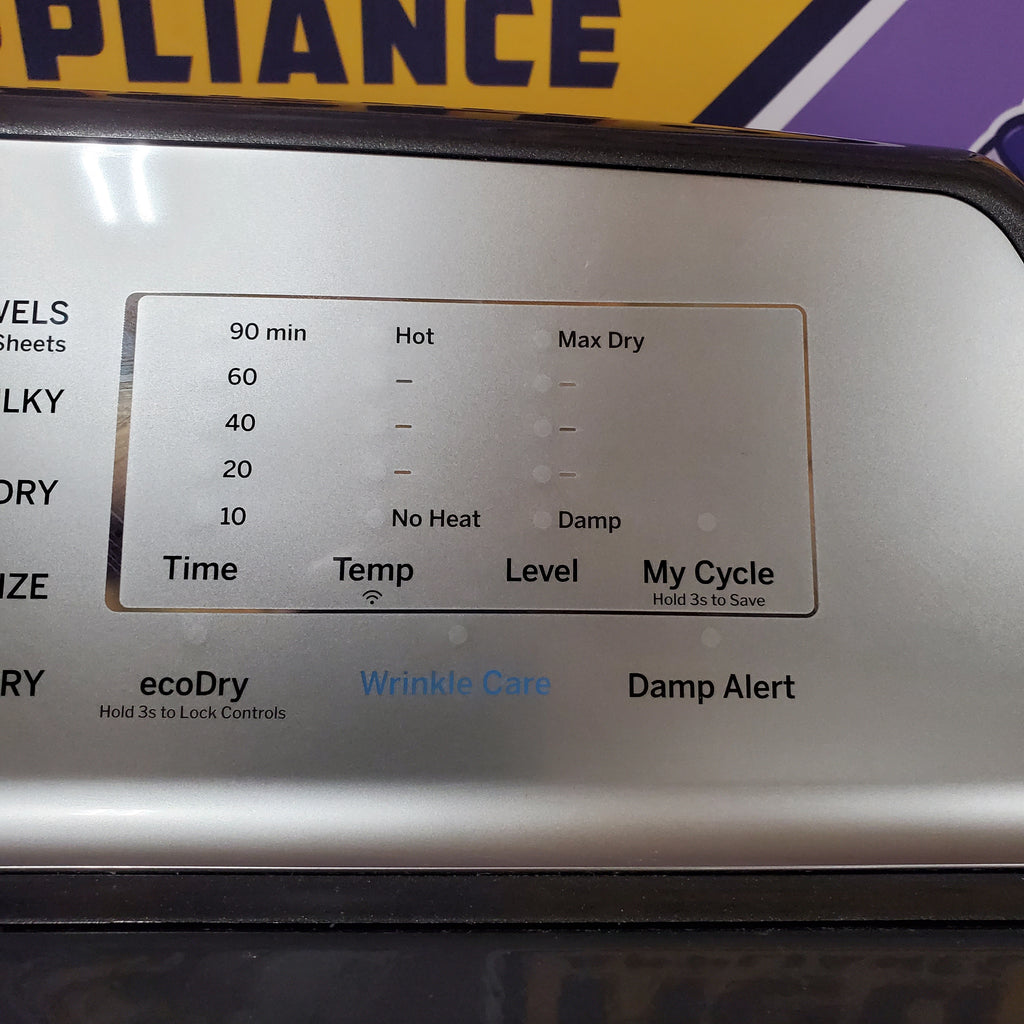 PPLIANCE
VELS
Sheets
90 min Hot Max Dry
60 – –
LKY
40 – –
20 – –
DRY
10 No Heat Damp
Time Temp Level My Cycle
Hold 3s to Save
IZE
RY
ecoDry Wrinkle Care Damp Alert
Hold 3s to Lock Controls